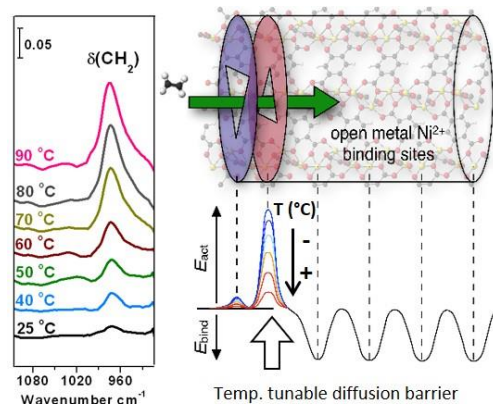 0.05
δ(CH2)
90 °C
80 °C
70 °C
60 °C
50 °C
40 °C
25 °C
1080 1020 960
Wavenumber cm⁻¹
open metal Ni²⁺
binding sites
T (°C)
-
+
Eact
Ebind
Temp. tunable diffusion barrier